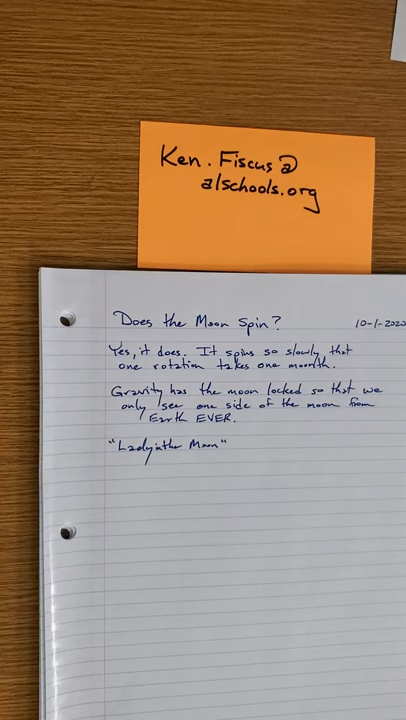 Ken.Fiscus@
alschools.org
Does the Moon Spin?
10-1-2020
Yes, it does. It spins so slowly that
one rotation takes one moonth.
Gravity has the moon locked so that we
only see one side of the moon from
Earth EVER.
"Lady in the Moon"